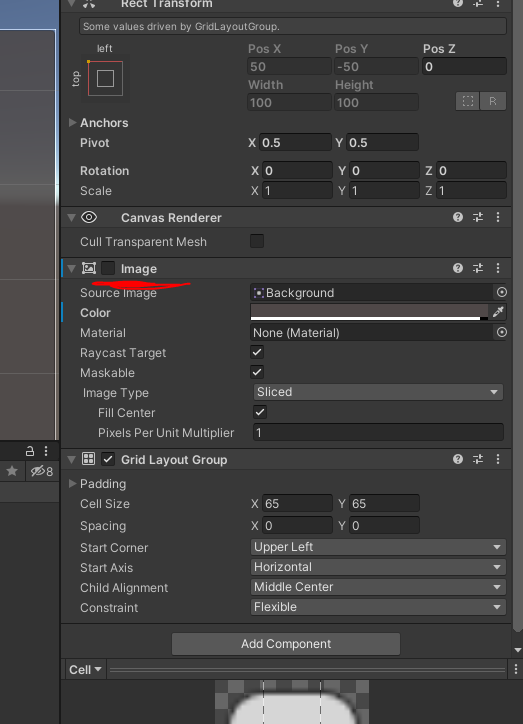 Rect Transform
Some values driven by GridLayoutGroup.
left
Pos X Pos Y Pos Z
top
50 -50 0
Width Height
100 100
R
Anchors
Pivot X 0.5 Y 0.5
Rotation X 0 Y 0 Z 0
Scale X 1 Y 1 Z 1
Canvas Renderer
Cull Transparent Mesh
Image
Source Image Background
Color
Material None (Material)
Raycast Target
Maskable
Image Type Sliced
Fill Center
Pixels Per Unit Multiplier 1
8
Grid Layout Group
Padding
Cell Size X 65 Y 65
Spacing X 0 Y 0
Start Corner Upper Left
Start Axis Horizontal
Child Alignment Middle Center
Constraint Flexible
Add Component
Cell